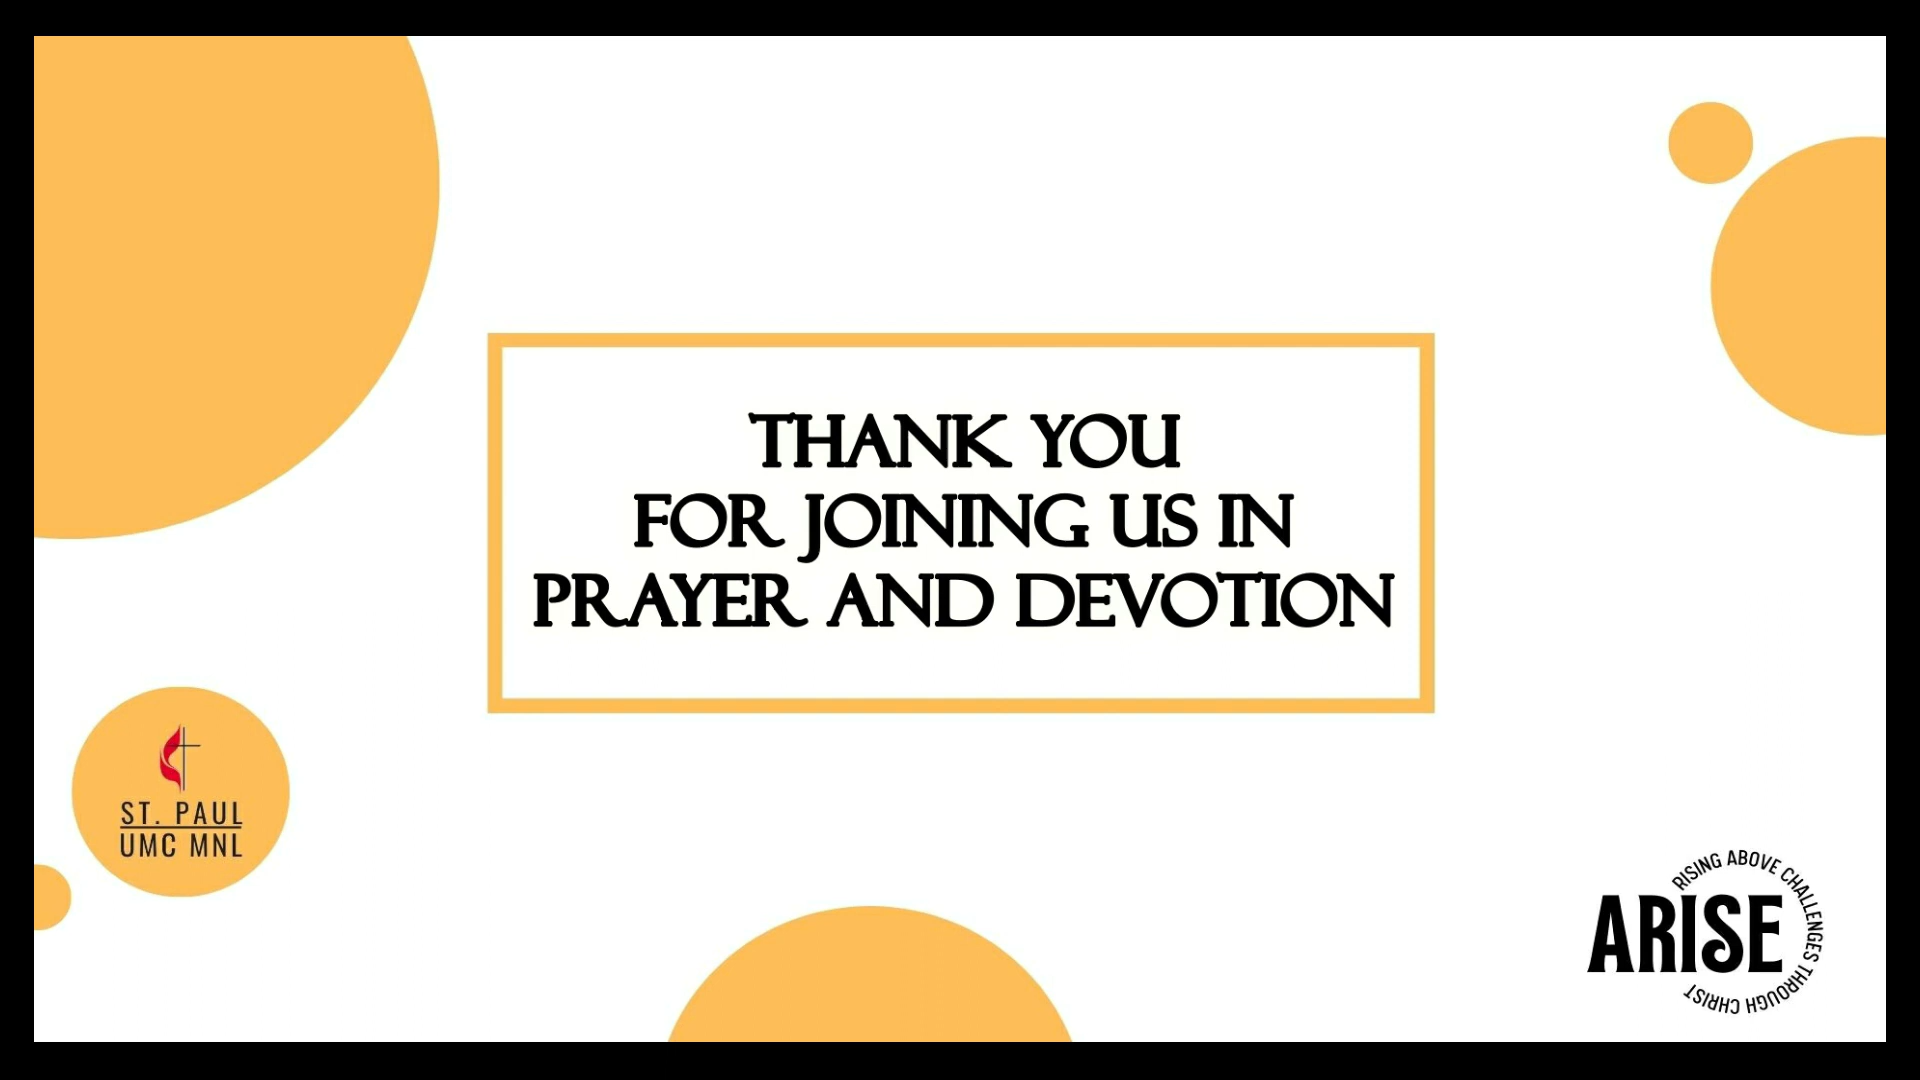 THANK YOU
FOR JOINING US IN
PRAYER AND DEVOTION
ST. PAUL
UMC MNL
ARISE
RISING ABOVE CHALLENGES THROUGH CHRIST